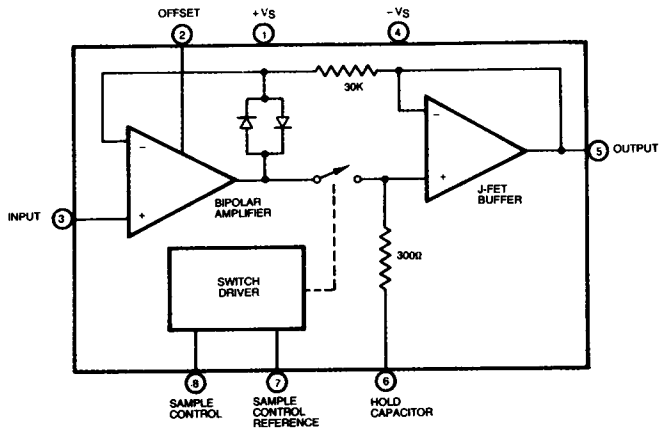 OFFSET
+VS
−VS
2
1
4
30K
−
−
5 OUTPUT
+
J-FET
BUFFER
BIPOLAR
AMPLIFIER
INPUT 3
+
300Ω
SWITCH
DRIVER
8
7
6
SAMPLE
CONTROL
SAMPLE
CONTROL
REFERENCE
HOLD
CAPACITOR